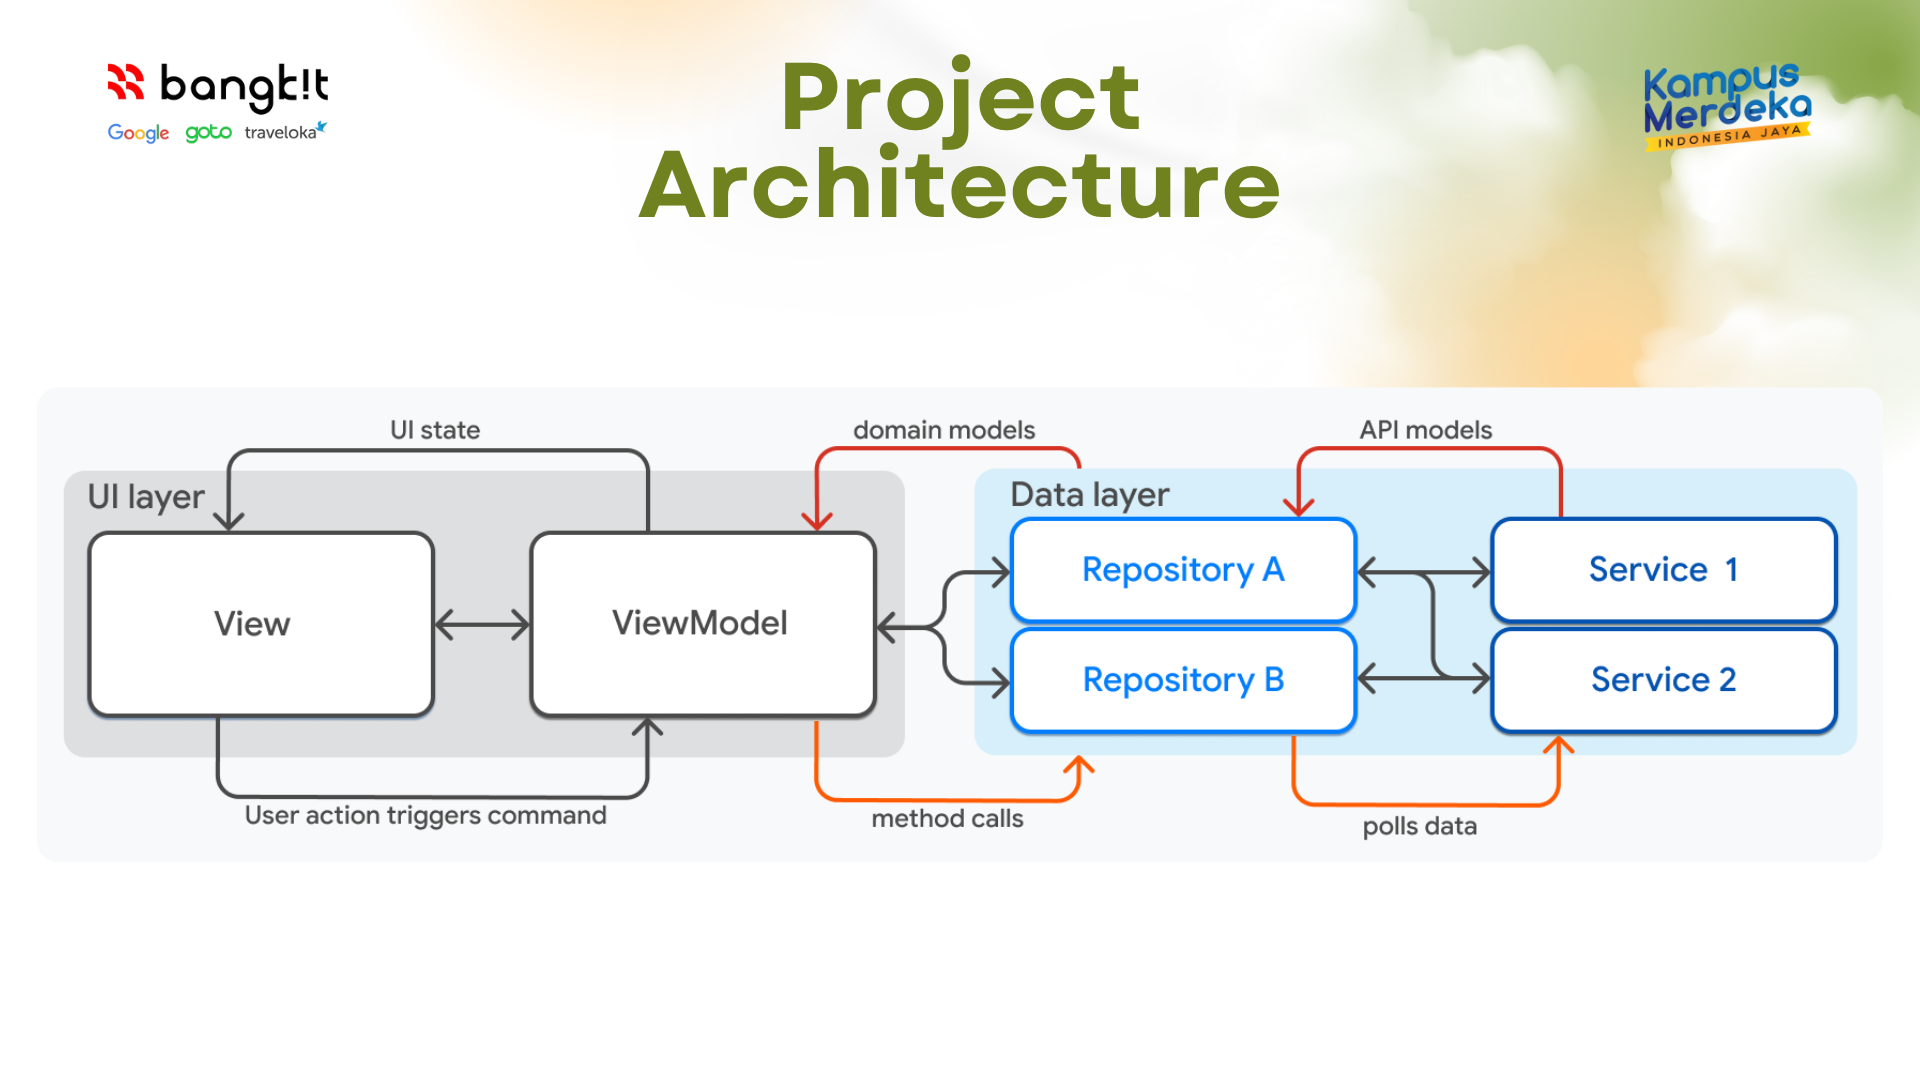 bangk!t
Google goto traveloka
Project
Architecture
Kampus
Merdeka
INDONESIA JAYA
UI state
domain models
API models
UI layer
Data layer
View
ViewModel
Repository A
Service 1
Repository B
Service 2
User action triggers command
method calls
polls data